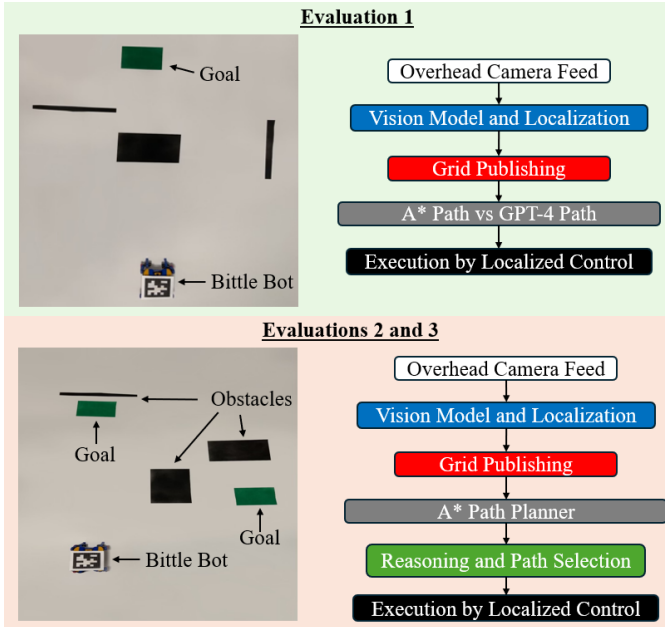 Evaluation 1
Goal
Bittle Bot
Overhead Camera Feed
Vision Model and Localization
Grid Publishing
A* Path vs GPT-4 Path
Execution by Localized Control
Evaluations 2 and 3
Obstacles
Goal
Goal
Bittle Bot
Overhead Camera Feed
Vision Model and Localization
Grid Publishing
A* Path Planner
Reasoning and Path Selection
Execution by Localized Control